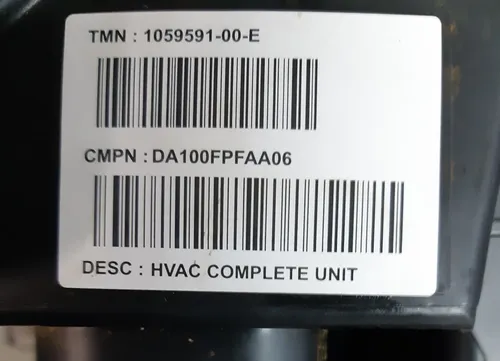 TMN : 1059591-00-E
CMPN : DA100FPFAA06
DESC : HVAC COMPLETE UNIT